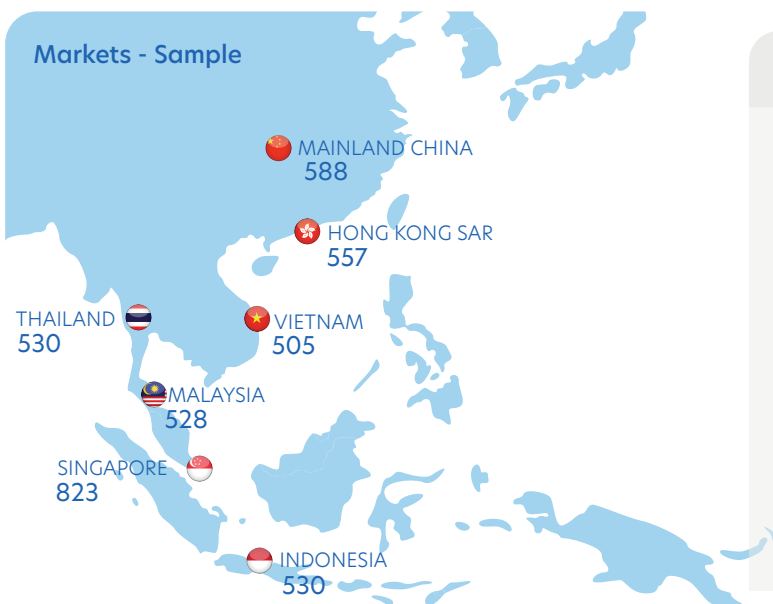 Markets - Sample
MAINLAND CHINA
588
HONG KONG SAR
557
THAILAND
530
VIETNAM
505
MALAYSIA
528
SINGAPORE
823
INDONESIA
530